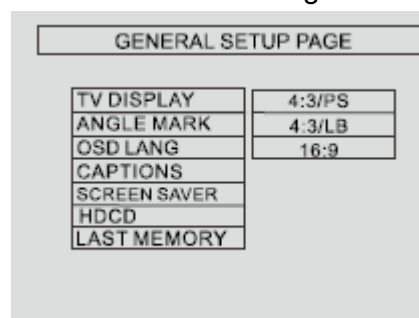 GENERAL SETUP PAGE
TV DISPLAY 4:3/PS
ANGLE MARK 4:3/LB
OSD LANG 16:9
CAPTIONS
SCREEN SAVER
HDCD
LAST MEMORY